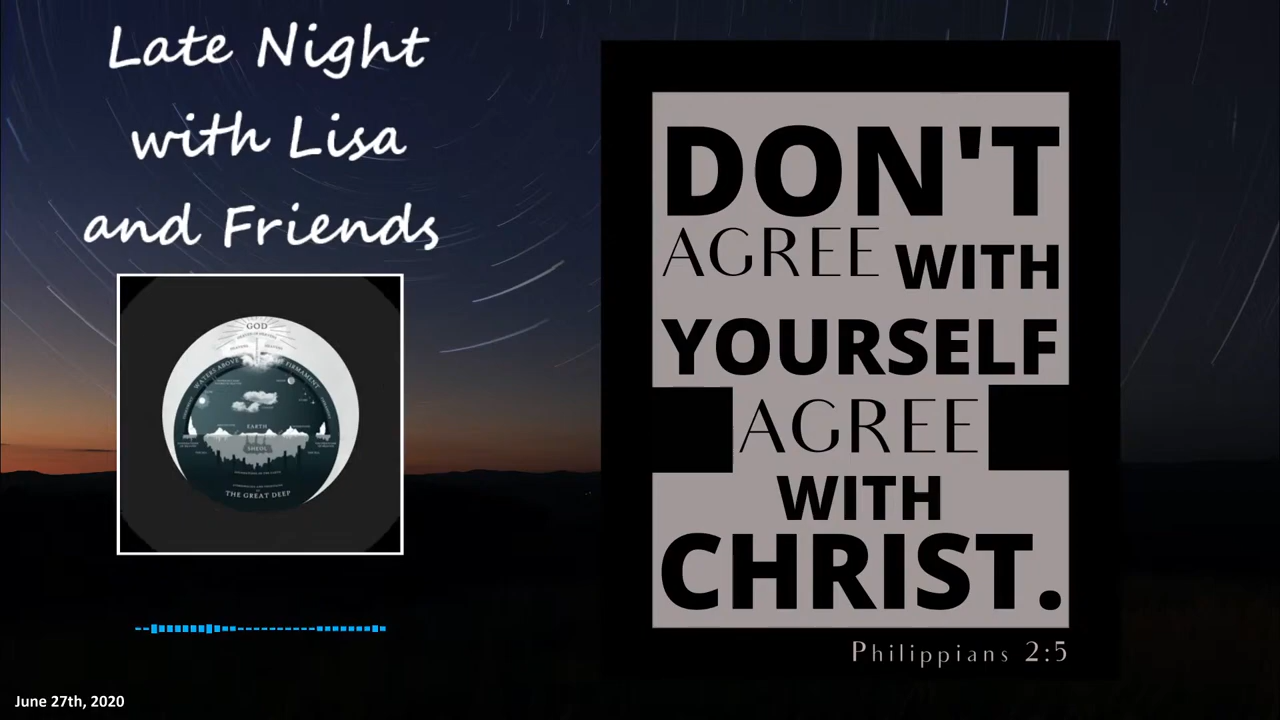 Late Night
with Lisa
and Friends
GOD
WATERS ABOVE
FIRMAMENT
EARTH
SHEOL
THE GREAT DEEP
June 27th, 2020
DON'T
AGREE WITH
YOURSELF
AGREE
WITH
CHRIST.
Philippians 2:5